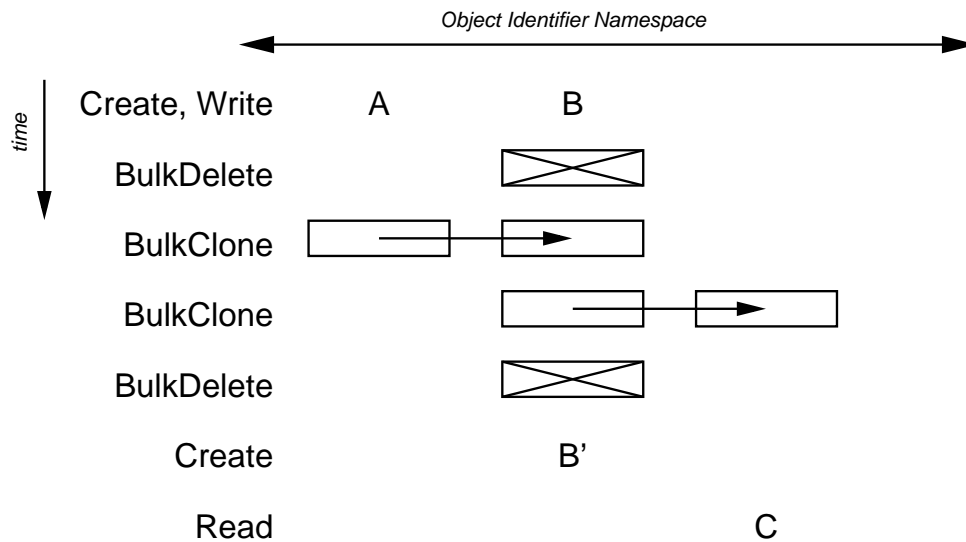 Object Identifier Namespace
time
Create, Write A B
BulkDelete
BulkClone
BulkClone
BulkDelete
Create B’
Read C